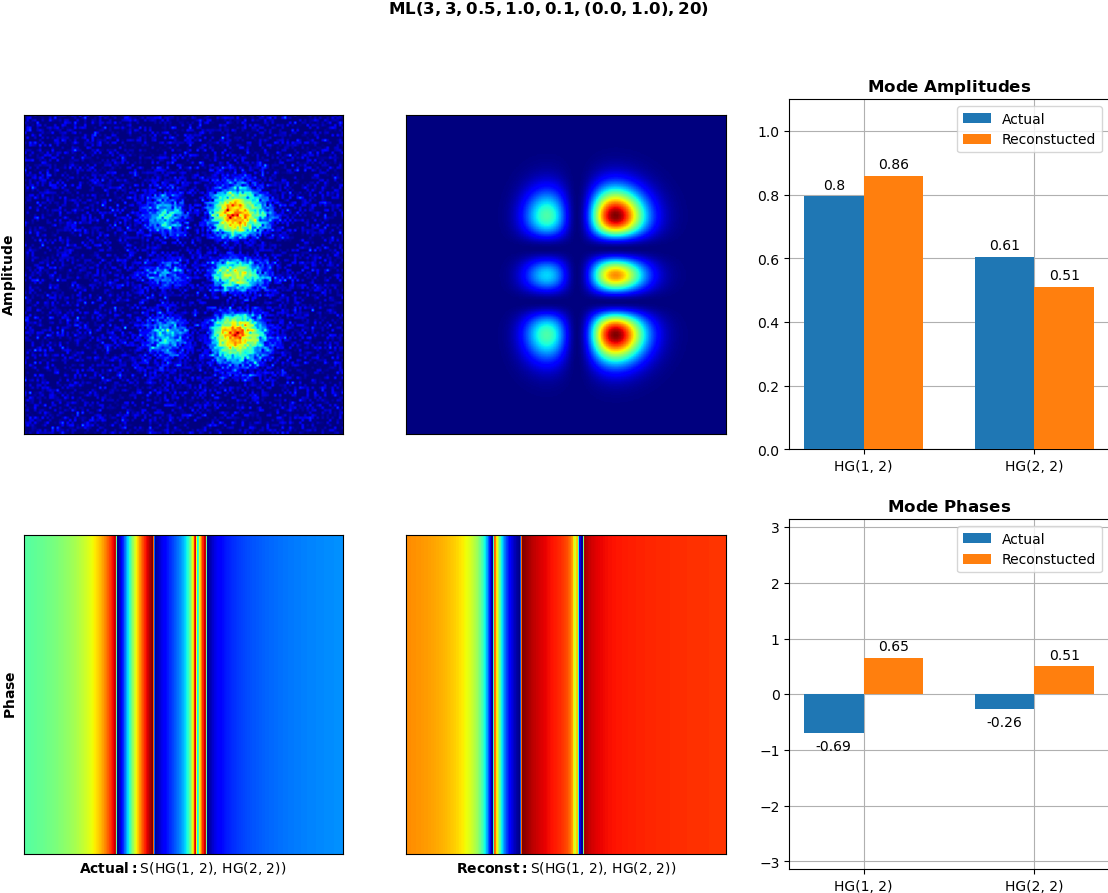 ML(3, 3, 0.5, 1.0, 0.1, (0.0, 1.0), 20)
Amplitude
Mode Amplitudes
Actual
Reconstucted
1.0
0.8
0.6
0.4
0.2
0.0
0.8
0.86
0.61
0.51
HG(1, 2)
HG(2, 2)
Phase
Actual: S(HG(1, 2), HG(2, 2))
Reconst: S(HG(1, 2), HG(2, 2))
Mode Phases
Actual
Reconstucted
3
2
1
0
−1
−2
−3
-0.69
0.65
-0.26
0.51
HG(1, 2)
HG(2, 2)